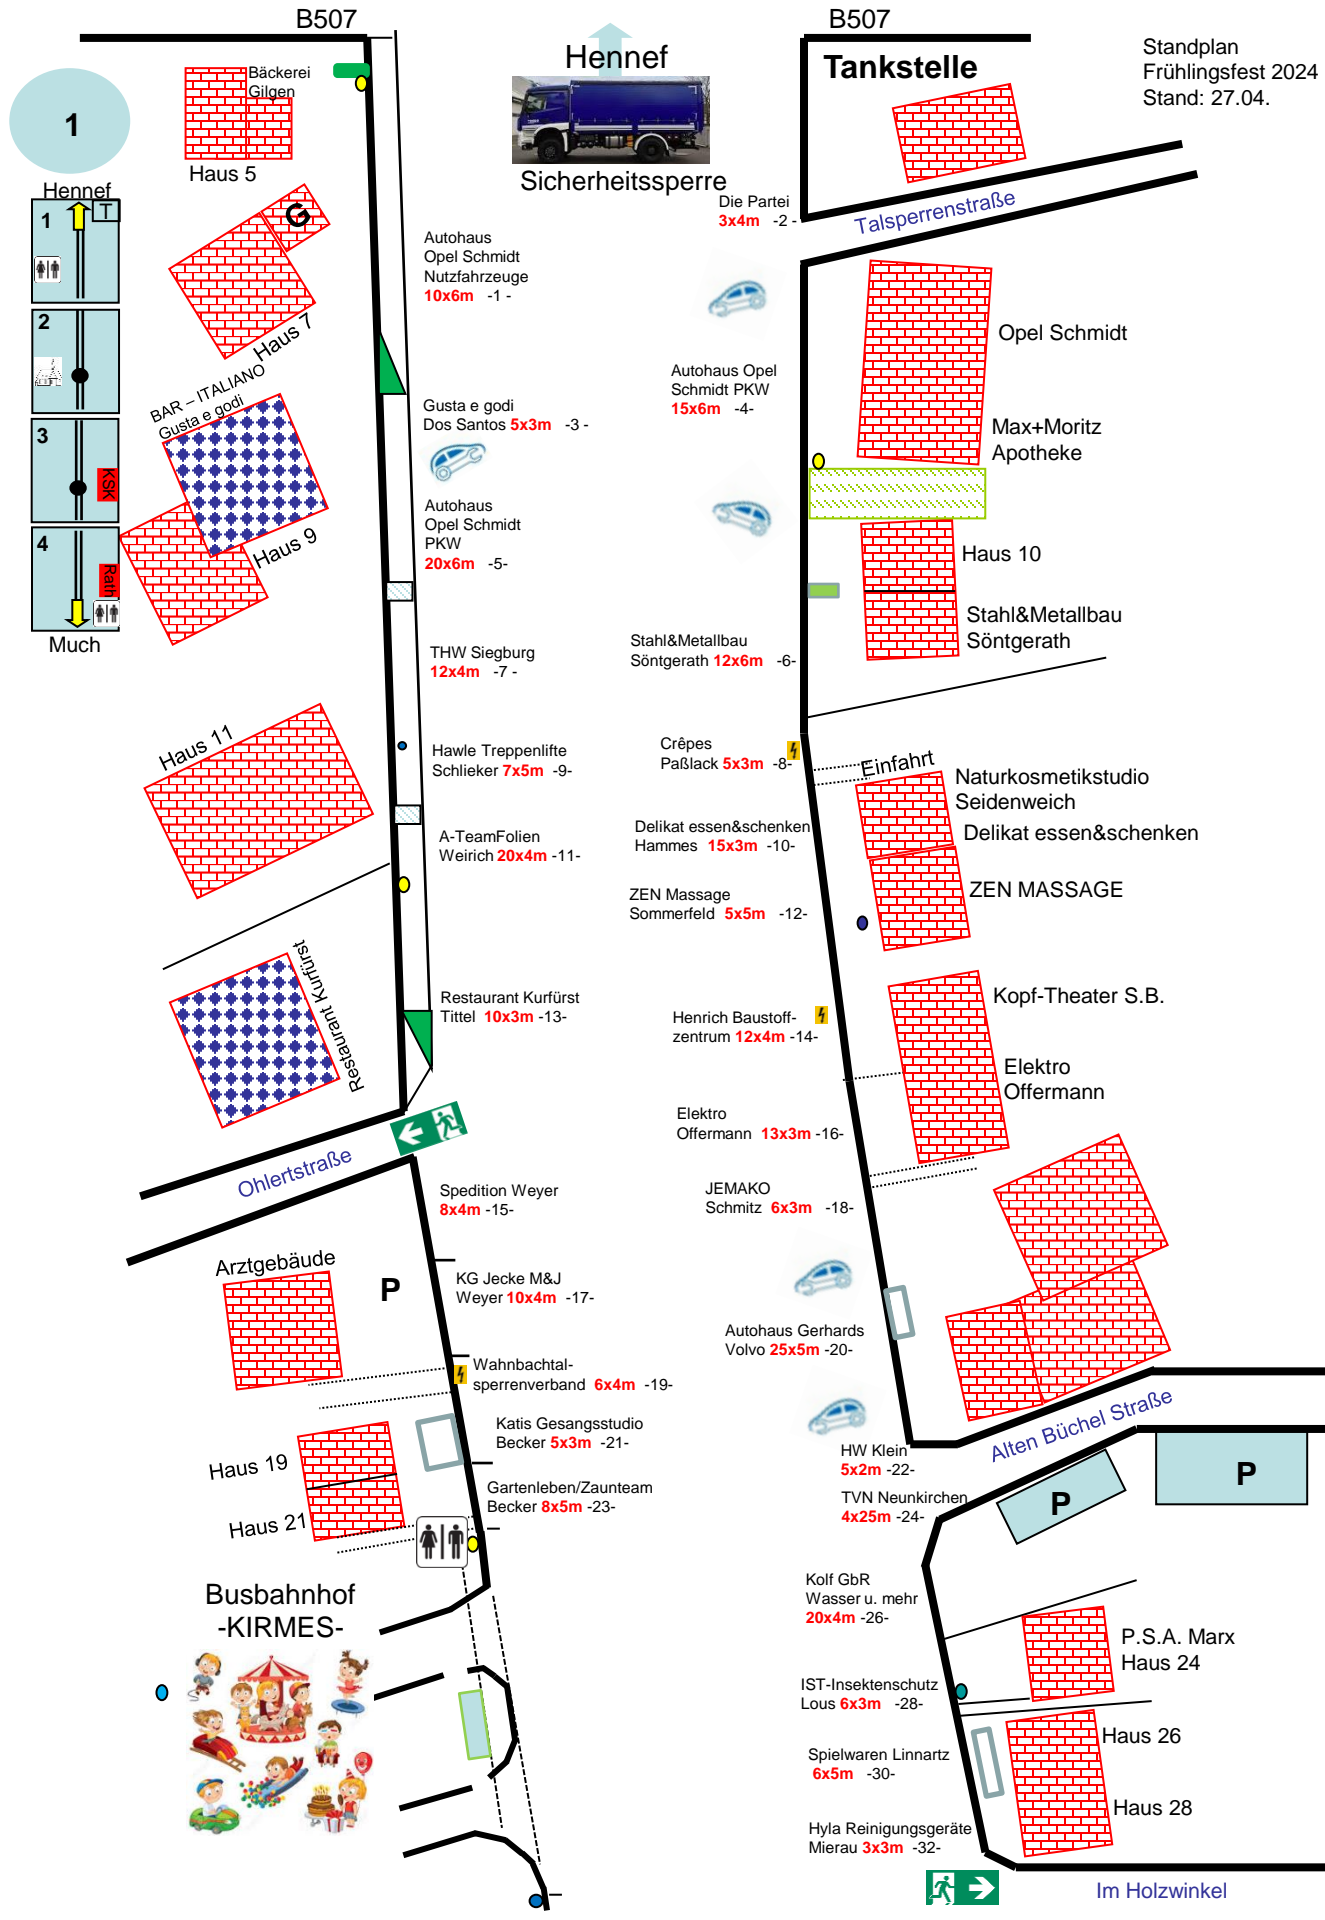 B507
B507
Hennef
Tankstelle
Standplan
Frühlingsfest 2024
Stand: 27.04.
Bäckerei
Gilgen
1
Haus 5
Sicherheitssperre
Hennef
1
T
2
3
KSK
4
Rath
Much
G
Haus 7
BAR – ITALIANO
Gusta e godi
Haus 9
Haus 11
Restaurant Kurfürst
Ohlertstraße
Arztgebäude
P
Haus 19
Haus 21
Busbahnhof
-KIRMES-
Autohaus
Opel Schmidt
Nutzfahrzeuge
10x6m -1 -
Gusta e godi
Dos Santos 5x3m -3 -
Autohaus
Opel Schmidt
PKW
20x6m -5-
THW Siegburg
12x4m -7 -
Hawle Treppenlifte
Schlieker 7x5m -9-
A-TeamFolien
Weirich 20x4m -11-
Restaurant Kurfürst
Tittel 10x3m -13-
Spedition Weyer
8x4m -15-
KG Jecke M&J
Weyer 10x4m -17-
Wahnbachtal-
sperrenverband 6x4m -19-
Katis Gesangsstudio
Becker 5x3m -21-
Gartenleben/Zaunteam
Becker 8x5m -23-
Die Partei
3x4m -2 -
Autohaus Opel
Schmidt PKW
15x6m -4-
Stahl&Metallbau
Söntgerath 12x6m -6-
Crêpes
Paßlack 5x3m -8-
Delikat essen&schenken
Hammes 15x3m -10-
ZEN Massage
Sommerfeld 5x5m -12-
Henrich Baustoff-
zentrum 12x4m -14-
Elektro
Offermann 13x3m -16-
JEMAKO
Schmitz 6x3m -18-
Autohaus Gerhards
Volvo 25x5m -20-
HW Klein
5x2m -22-
TVN Neunkirchen
4x25m -24-
Kolf GbR
Wasser u. mehr
20x4m -26-
IST-Insektenschutz
Lous 6x3m -28-
Spielwaren Linnartz
6x5m -30-
Hyla Reinigungsgeräte
Mierau 3x3m -32-
Talsperrenstraße
Opel Schmidt
Max+Moritz
Apotheke
Haus 10
Stahl&Metallbau
Söntgerath
Einfahrt
Naturkosmetikstudio
Seidenweich
Delikat essen&schenken
ZEN MASSAGE
Kopf-Theater S.B.
Elektro
Offermann
Alten Büchel Straße
P
P
P.S.A. Marx
Haus 24
Haus 26
Haus 28
Im Holzwinkel